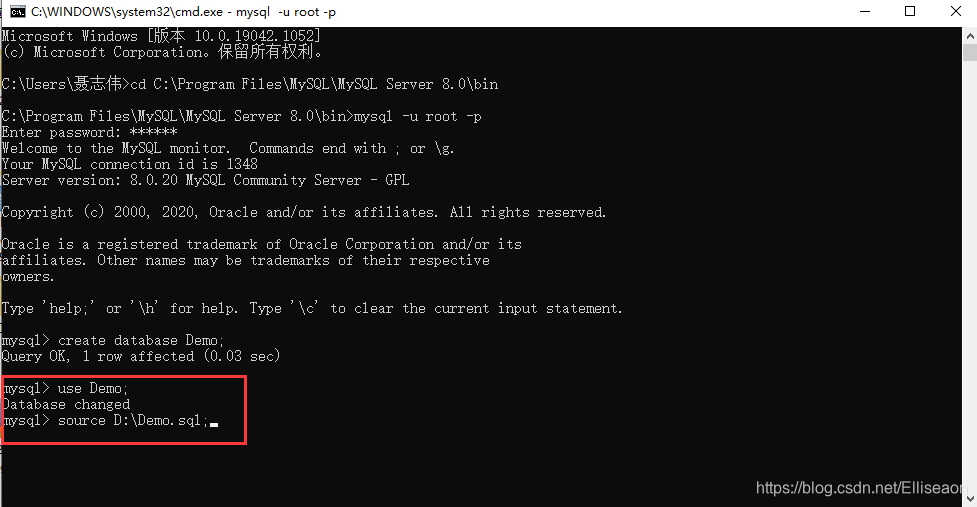 C:\WINDOWS\system32\cmd.exe - mysql  -u root -p
Microsoft Windows [版本 10.0.19042.1052]
(c) Microsoft Corporation。保留所有权利。
C:\Users\聂志伟>cd C:\Program Files\MySQL\MySQL Server 8.0\bin
C:\Program Files\MySQL\MySQL Server 8.0\bin>mysql -u root -p
Enter password: ******
Welcome to the MySQL monitor.  Commands end with ; or \g.
Your MySQL connection id is 1348
Server version: 8.0.20 MySQL Community Server - GPL
Copyright (c) 2000, 2020, Oracle and/or its affiliates. All rights reserved.
Oracle is a registered trademark of Oracle Corporation and/or its
affiliates. Other names may be trademarks of their respective
owners.
Type 'help;' or '\h' for help. Type '\c' to clear the current input statement.
mysql> create database Demo;
Query OK, 1 row affected (0.03 sec)
mysql> use Demo;
Database changed
mysql> source D:\Demo.sql;
https://blog.csdn.net/Elliseaon